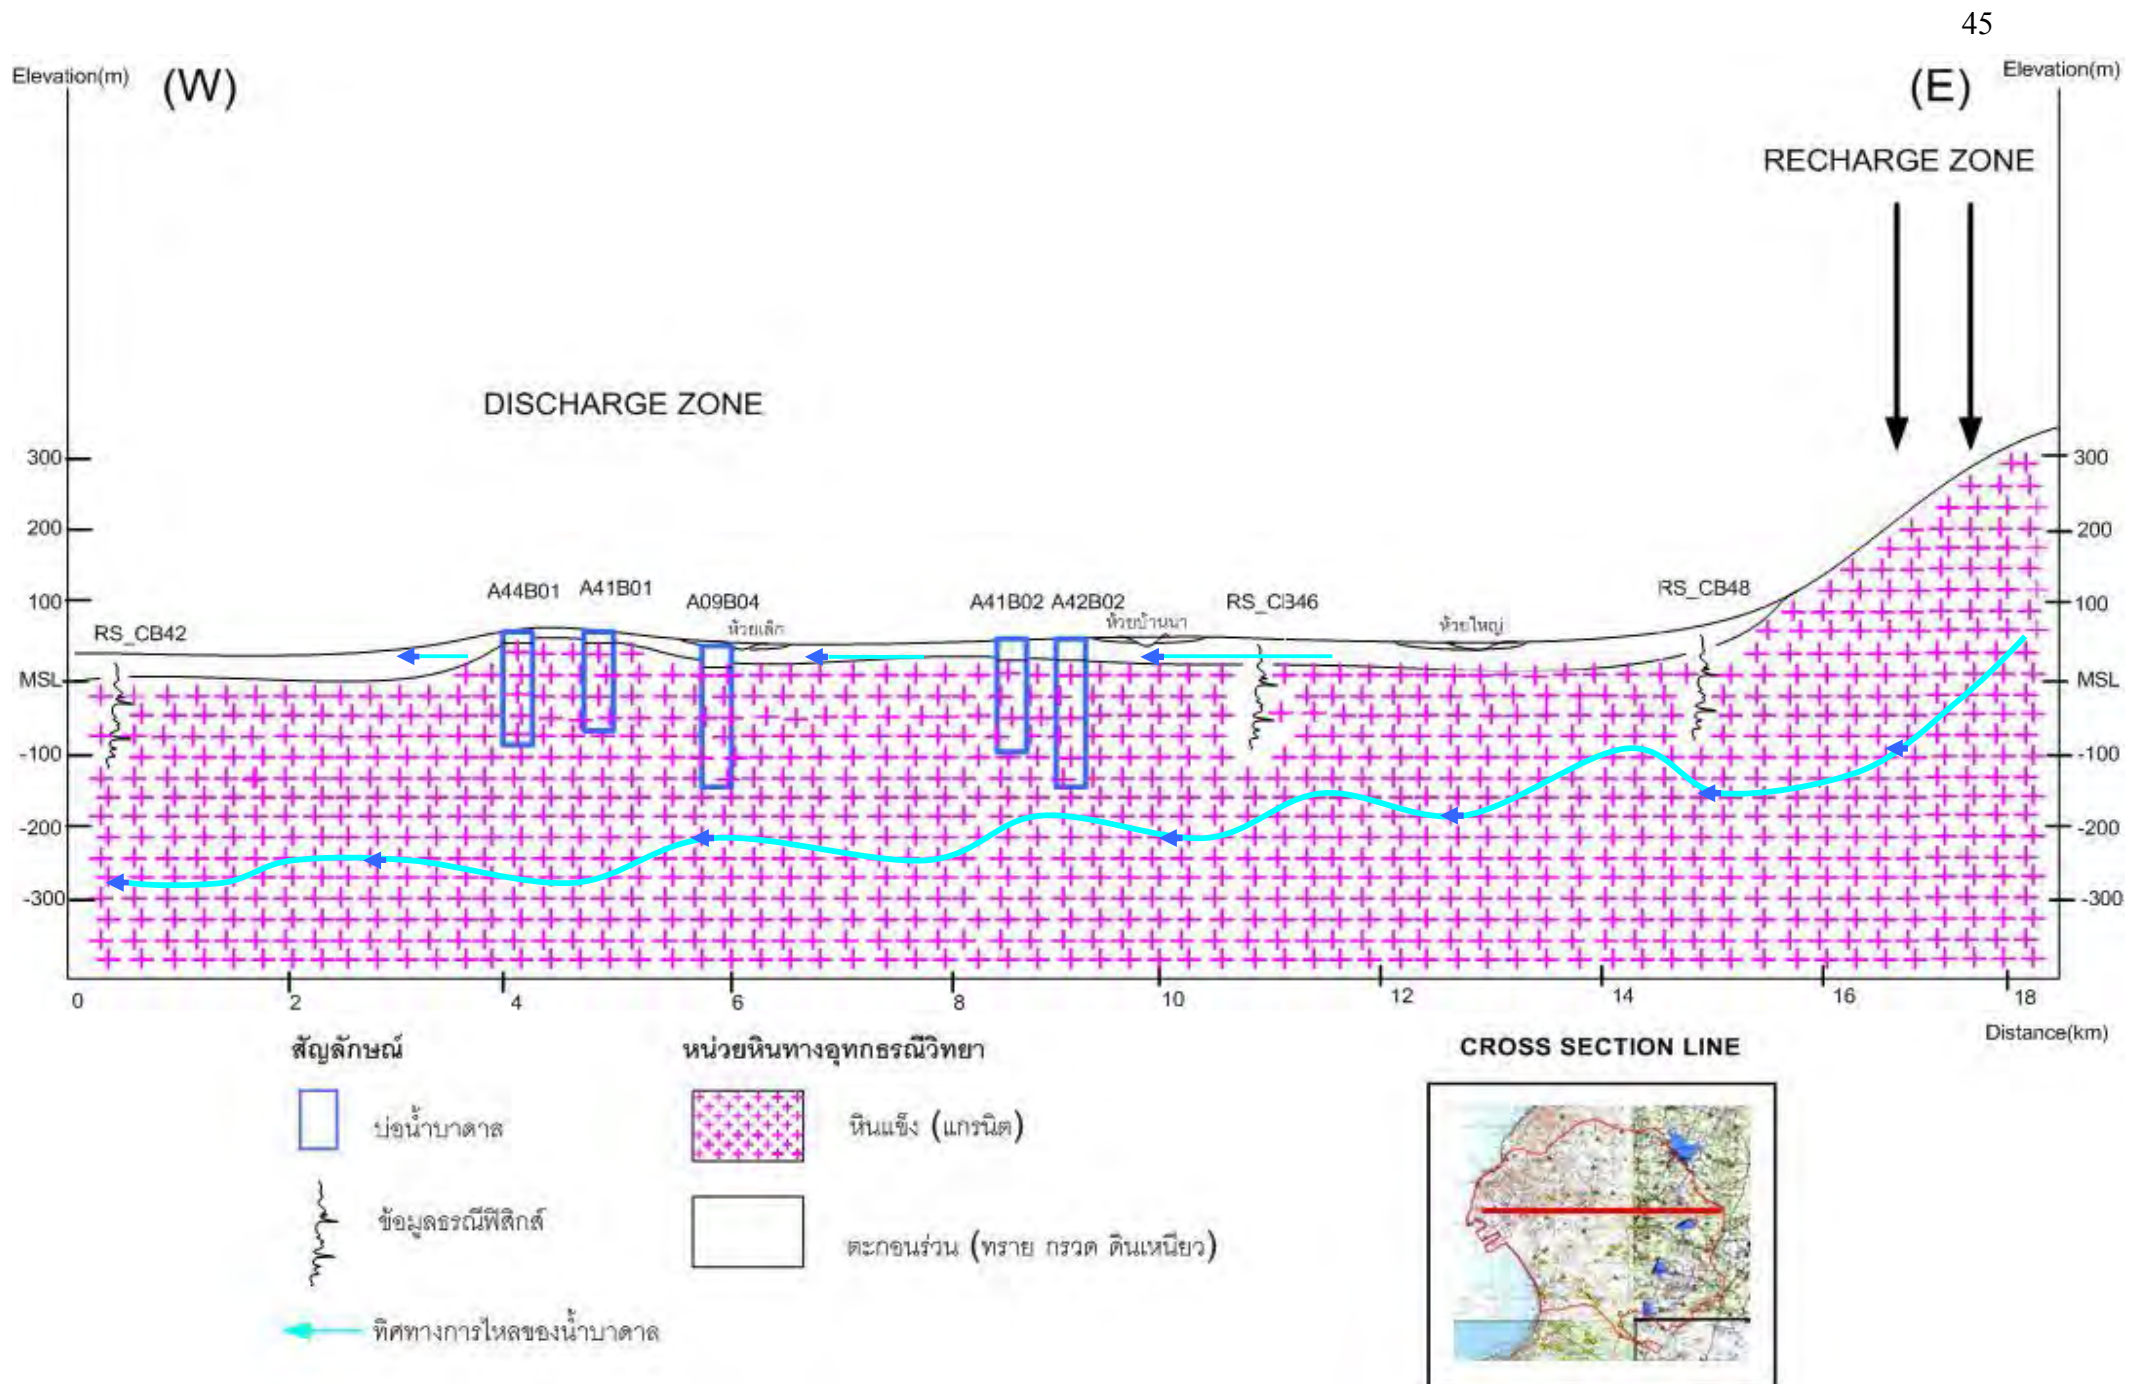 45
Elevation(m) (W) (E) Elevation(m)
RECHARGE ZONE
DISCHARGE ZONE
300 300
200 200
A44B01 A41B01
100 A09B04 A41B02 A42B02 RS_CB46 RS_CB48 100
RS_CB42 ห้วยเล็ก ห้วยบ้านนา ห้วยใหญ่
MSL MSL
-100 -100
-200 -200
-300 -300
0 2 4 6 8 10 12 14 16 18
Distance(km)
สัญลักษณ์ หน่วยหินทางอุทกธรณีวิทยา CROSS SECTION LINE
บ่อน้ำบาดาล หินแข็ง (แกรนิต)
ข้อมูลธรณีฟิสิกส์ ตะกอนร่วน (ทราย กรวด ดินเหนียว)
ทิศทางการไหลของน้ำบาดาล